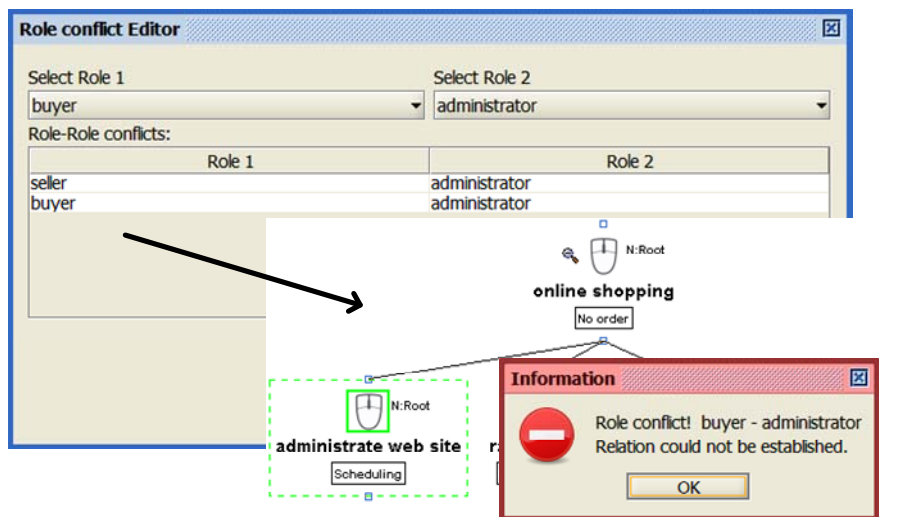 Role conflict Editor
Select Role 1
Select Role 2
buyer
administrator
Role-Role conflicts:
Role 1
Role 2
seller
administrator
buyer
administrator
N:Root
online shopping
No order
N:Root
administrate web site
Scheduling
Information
Role conflict! buyer - administrator
Relation could not be established.
OK